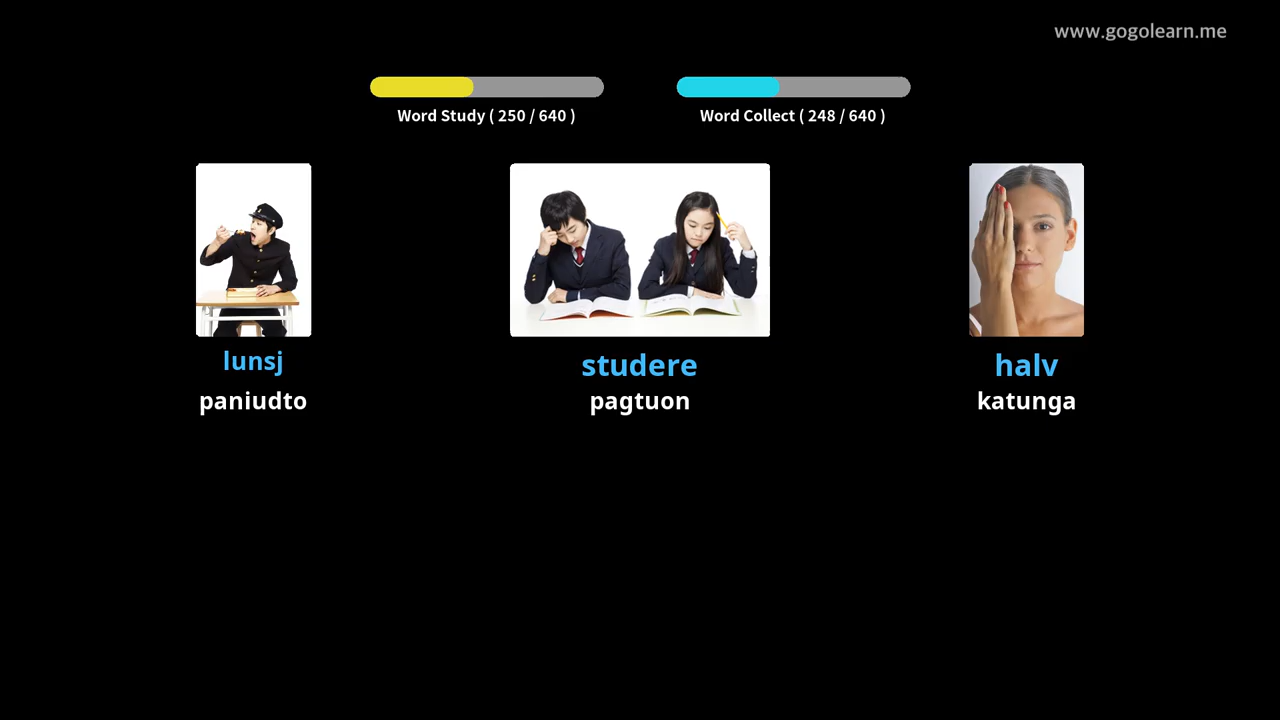 www.gogolearn.me
Word Study ( 250 / 640 )
Word Collect ( 248 / 640 )
lunsj
paniudto
studere
pagtuon
halv
katunga